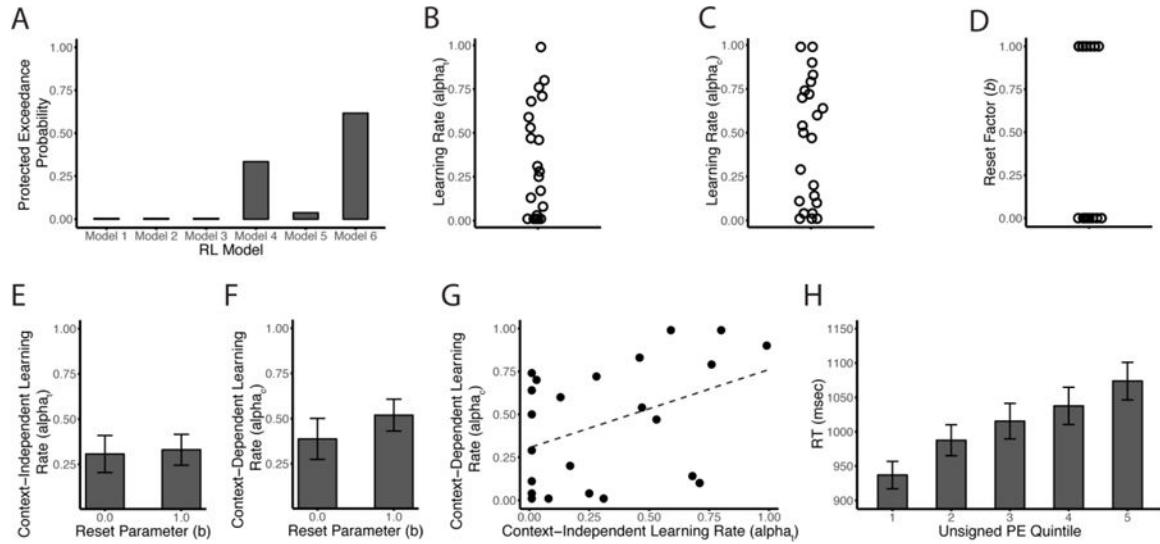 A
Protected Exceedance
Probability
1.00
0.75
0.50
0.25
0.00
Model 1 Model 2 Model 3 Model 4 Model 5 Model 6
RL Model
B
Learning Rate (alphaₜ)
1.00
0.75
0.50
0.25
0.00
C
Learning Rate (alpha꜀)
1.00
0.75
0.50
0.25
0.00
D
Reset Factor (b)
1.00
0.75
0.50
0.25
0.00
E
Context-Independent Learning
Rate (alphaₜ)
1.00
0.75
0.50
0.25
0.0 1.0
Reset Parameter (b)
F
Context-Dependent Learning
Rate (alpha꜀)
1.00
0.75
0.50
0.25
0.0 1.0
Reset Parameter (b)
G
Context-Dependent Learning
Rate (alpha꜀)
1.00
0.75
0.50
0.25
0.00
0.00 0.25 0.50 0.75 1.00
Context-Independent Learning Rate (alphaₜ)
H
RT (msec)
1150
1100
1050
1000
950
900
1 2 3 4 5
Unsigned PE Quintile